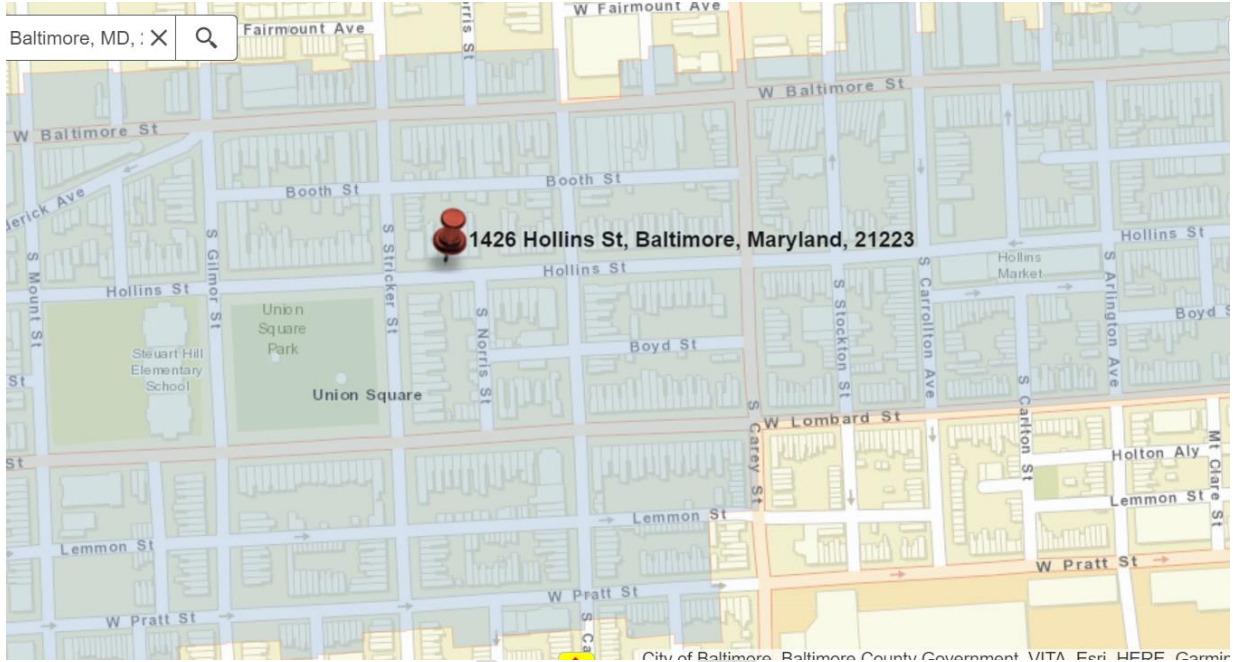 W Fairmount Ave
Baltimore, MD,
Fairmount Ave
W Baltimore St
W Baltimore St
Booth St
Booth St
S Stricker St
S Gilmor St
S Mount St
1426 Hollins St, Baltimore, Maryland, 21223
Hollins St
Hollins St
Hollins St
Hollins
Market
S Norris St
S Stockton St
S Carrollton Ave
S Arlington Ave
Union
Square
Park
Steuart Hill
Elementary
School
Union Square
Boyd St
Boyd S
St
W Lombard St
S Carey St
S Carlton St
St
Holton Aly
Mt Clare St
Lemmon St
Lemmon St
Lemmon St
W Pratt St
W Pratt St
W Pratt St
S Ca
City of Baltimore, Baltimore County Government, VITA, Esri, HERE, Garmin